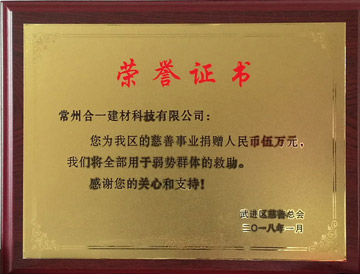 荣誉证书
常州合一建材科技有限公司：
您为我区的慈善事业捐赠人民币伍万元，
我们将全部用于弱势群体的救助。
感谢您的关心和支持！
武进区慈善总会
二〇一八年一月